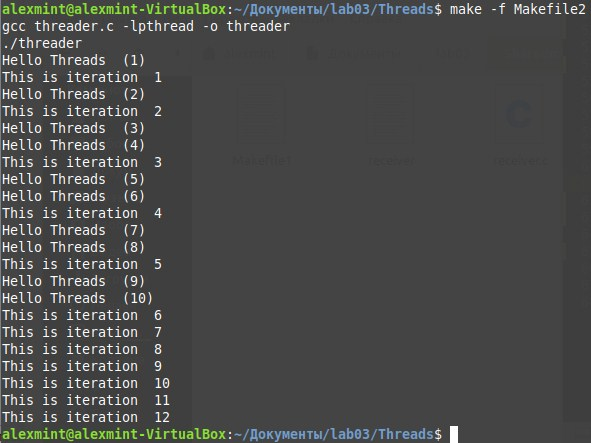 alexmint@alexmint-VirtualBox:~/Документы/lab03/Threads$ make -f Makefile2
gcc threader.c -lpthread -o threader
./threader
Hello Threads  (1)
This is iteration  1
Hello Threads  (2)
This is iteration  2
Hello Threads  (3)
Hello Threads  (4)
This is iteration  3
Hello Threads  (5)
Hello Threads  (6)
This is iteration  4
Hello Threads  (7)
Hello Threads  (8)
This is iteration  5
Hello Threads  (9)
Hello Threads  (10)
This is iteration  6
This is iteration  7
This is iteration  8
This is iteration  9
This is iteration  10
This is iteration  11
This is iteration  12
alexmint@alexmint-VirtualBox:~/Документы/lab03/Threads$